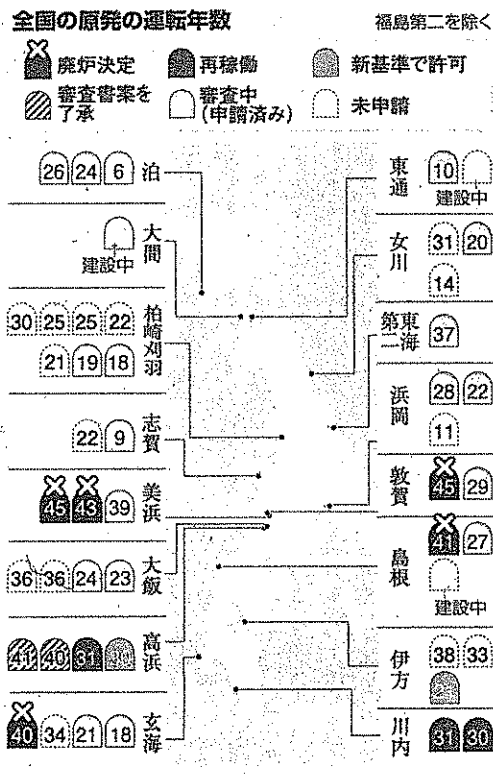 全国の原発の運転年数
福島第二を除く
廃炉決定
再稼働
新基準で許可
審査書案を
了承
審査中
(申請済み)
未申請
26 24 6 泊
建設中 大間
30 25 25 22 柏崎刈羽
21 19 18
22 9 志賀
45 43 39 美浜
36 36 24 23 大飯
41 40 31 高浜
40 34 21 18 玄海
東通 10
建設中
女川 31 20
14
東海第二 37
浜岡 28 22
11
敦賀 45 29
島根 41 27
建設中
伊方 38 33
川内 31 30